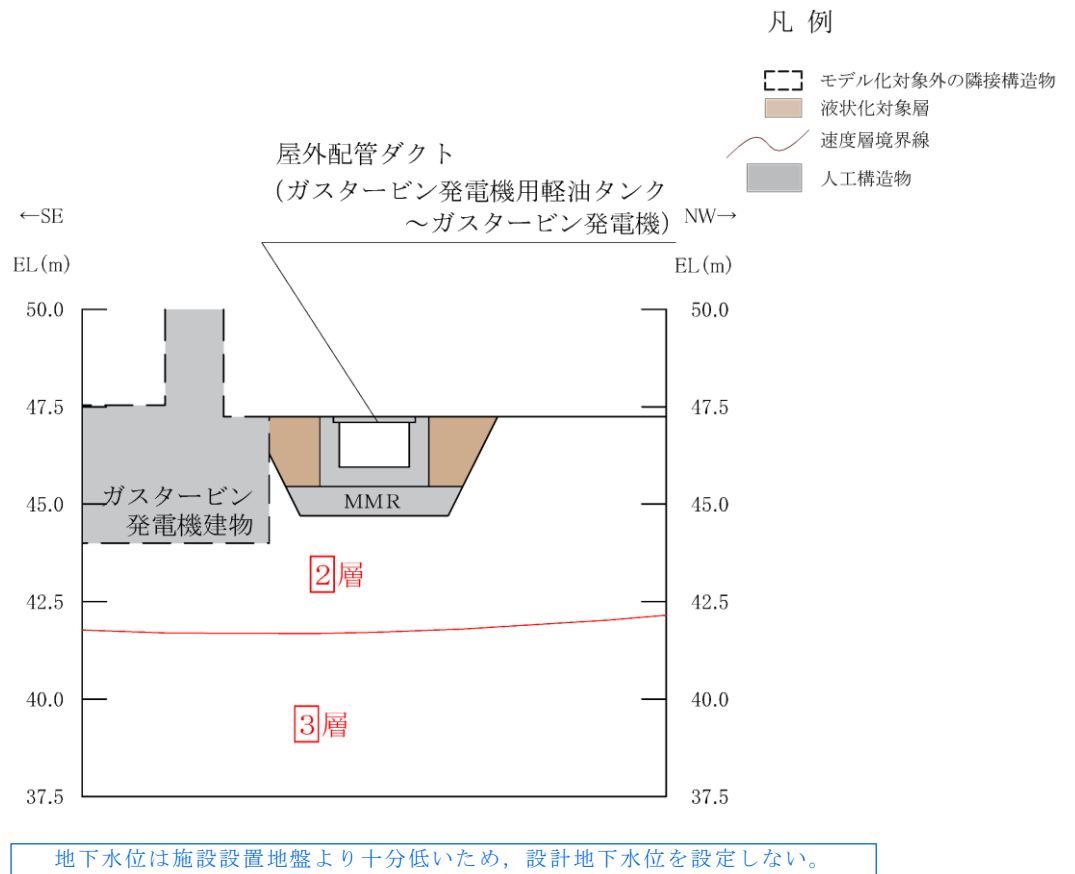 凡 例
モデル化対象外の隣接構造物
液状化対象層
速度層境界線
人工構造物
屋外配管ダクト
(ガスタービン発電機用軽油タンク
～ガスタービン発電機)
←SE
NW→
EL(m)
EL(m)
50.0
50.0
47.5
47.5
45.0
45.0
42.5
42.5
40.0
40.0
37.5
37.5
ガスタービン
発電機建物
MMR
2層
3層
地下水位は施設設置地盤より十分低いため，設計地下水位を設定しない。